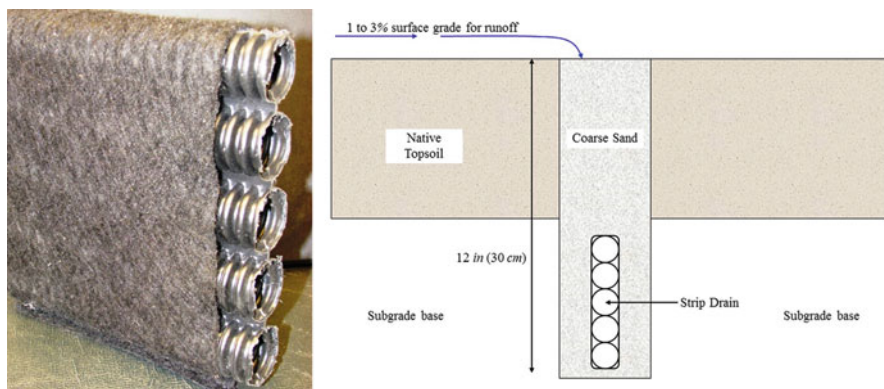 1 to 3% surface grade for runoff
Native
Topsoil
Coarse Sand
12 in (30 cm)
Strip Drain
Subgrade base
Subgrade base